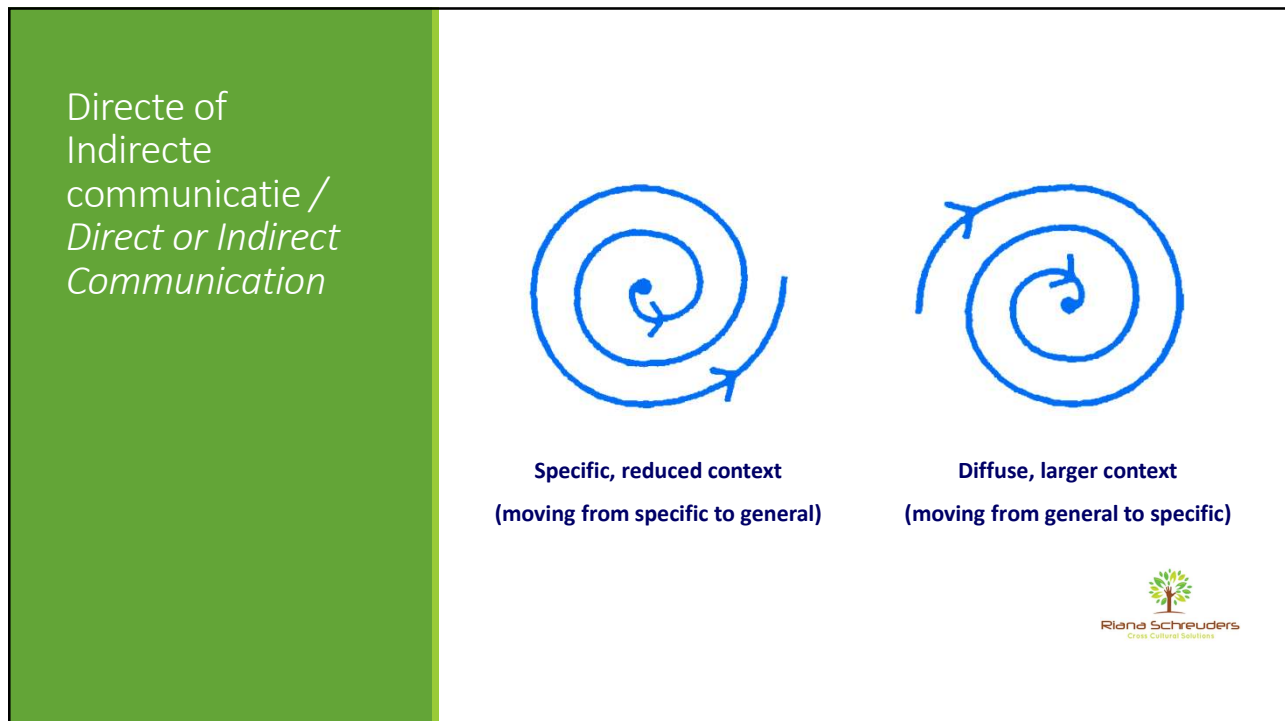 Directe of
Indirecte
communicatie /
Direct or Indirect
Communication
Specific, reduced context
(moving from specific to general)
Diffuse, larger context
(moving from general to specific)
Riana Schreuders
Cross Cultural Solutions